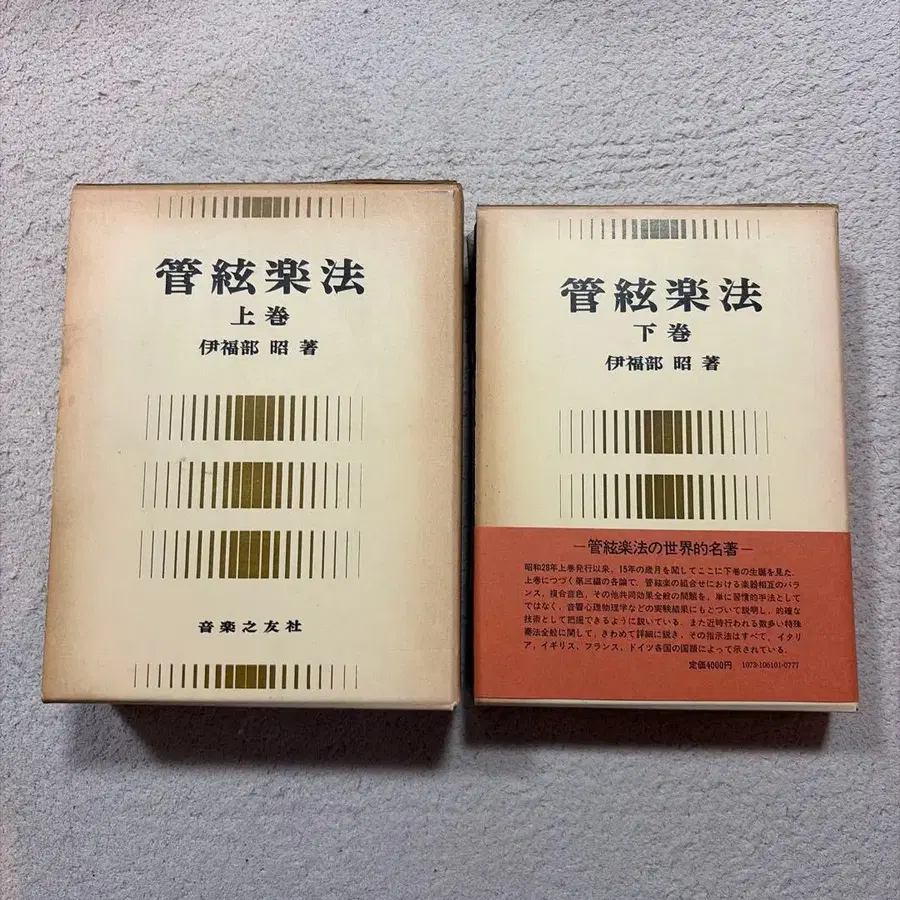 管絃楽法
上巻
伊福部 昭 著
音楽之友社
管絃楽法
下巻
伊福部 昭 著
—管絃楽法の世界的名著—
昭和28年上巻発行以来，15年の歳月を閲してここに下巻の生誕を見た．
上巻につづく第三編の各論で，管絃楽の組合せにおける楽器相互のバラ
ンス，複合音色，その他共同効果全般の問題を，単に習慣的手法として
ではなく，音響心理物理学などの実験結果にもとづいて説明し，的確な
技術として把握できるように説いている．また近時行われる数多い特殊
奏法全般に関して，きわめて詳細に説き，その指示法はすべて，イタリ
ア，イギリス，フランス，ドイツ各国の国語によって示されている．
定価4000円 1073-106101-0777